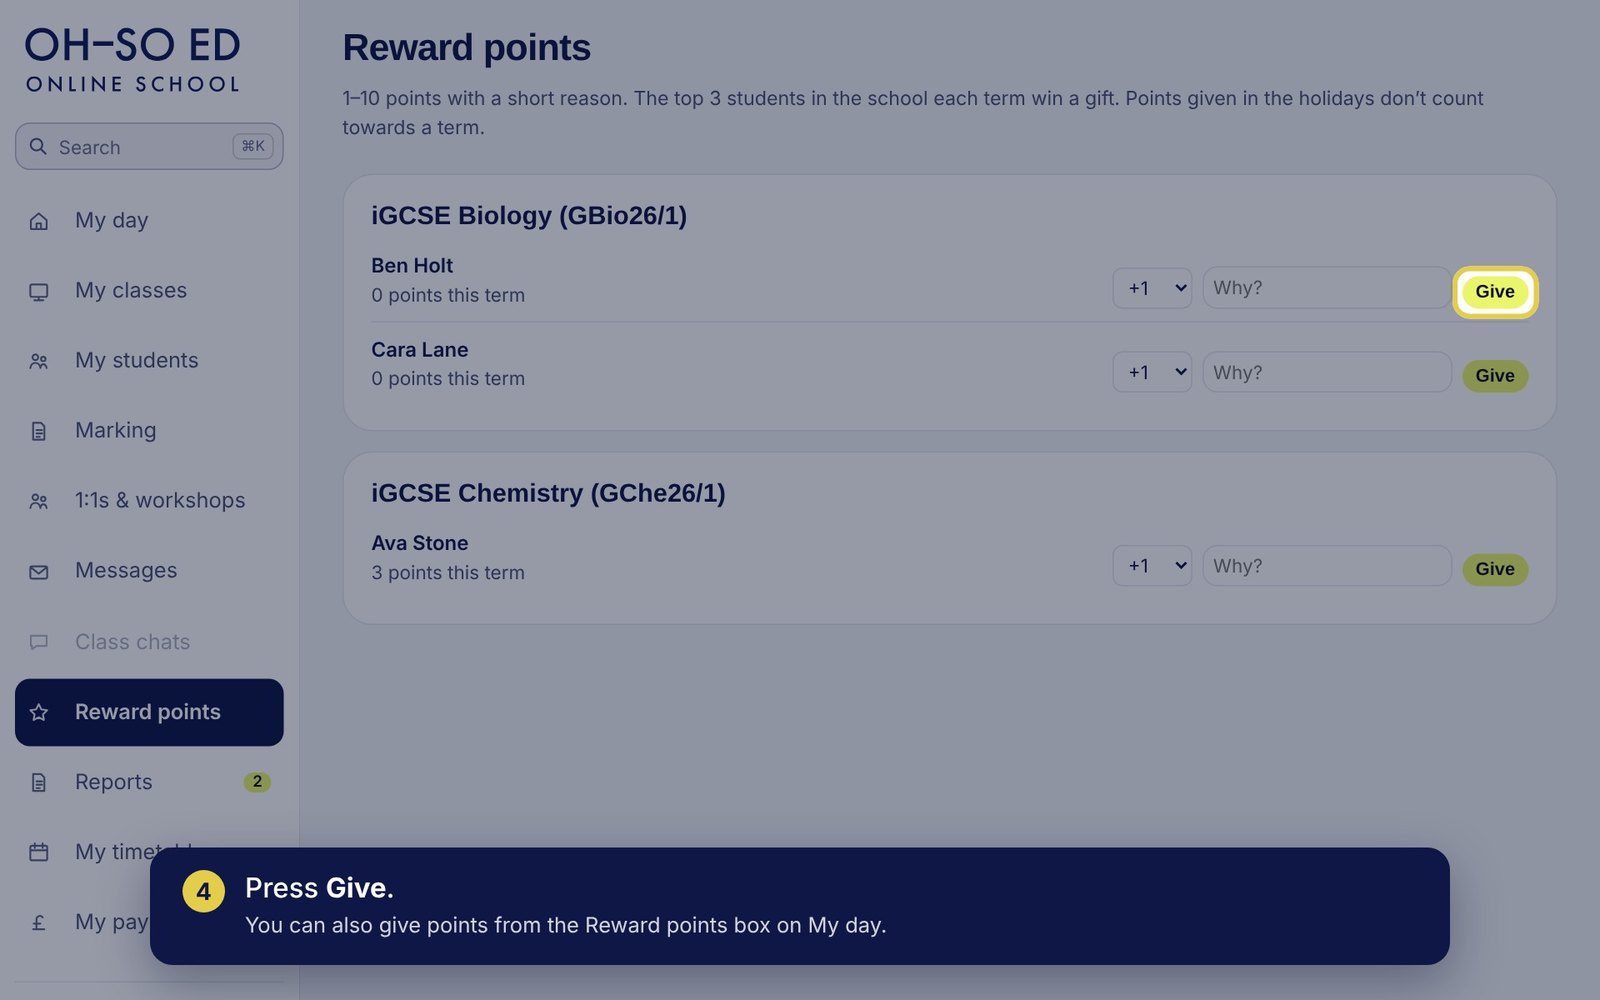 OH–SO ED
ONLINE SCHOOL
Search
⌘K
My day
My classes
My students
Marking
1:1s & workshops
Messages
Class chats
Reward points
Reports
2
My
My pay
Reward points
1–10 points with a short reason. The top 3 students in the school each term win a gift. Points given in the holidays don’t count
towards a term.
iGCSE Biology (GBio26/1)
Ben Holt
0 points this term
+1
Why?
Give
Cara Lane
0 points this term
+1
Why?
Give
iGCSE Chemistry (GChe26/1)
Ava Stone
3 points this term
+1
Why?
Give
4
Press Give.
You can also give points from the Reward points box on My day.